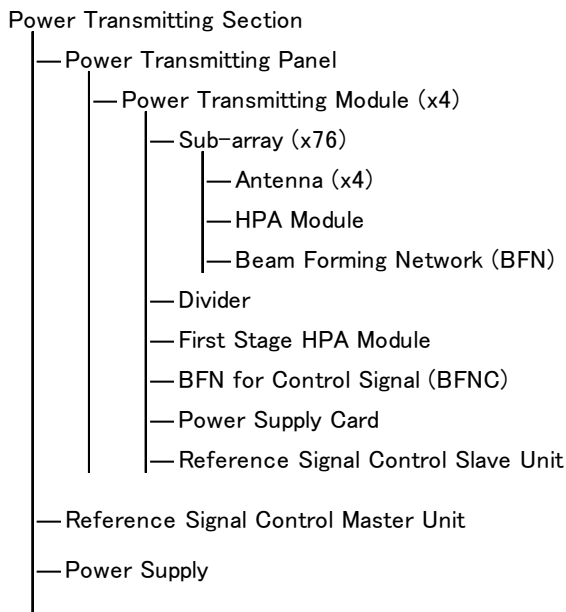 Power Transmitting Section
Power Transmitting Panel
Power Transmitting Module (x4)
Sub-array (x76)
Antenna (x4)
HPA Module
Beam Forming Network (BFN)
Divider
First Stage HPA Module
BFN for Control Signal (BFNC)
Power Supply Card
Reference Signal Control Slave Unit
Reference Signal Control Master Unit
Power Supply